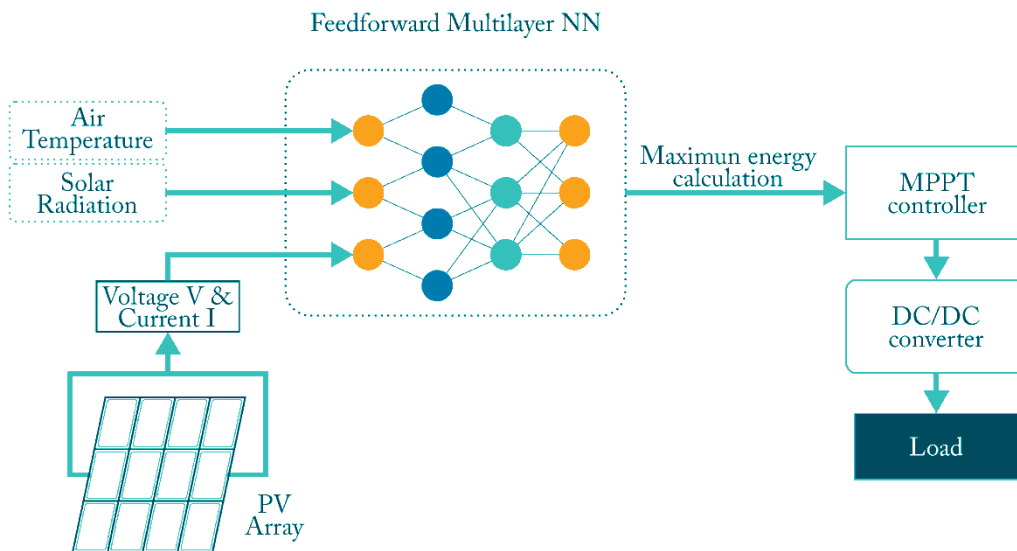 Feedforward Multilayer NN
Air
Temperature
Solar
Radiation
Maximun energy
calculation
MPPT
controller
Voltage V &
Current I
DC/DC
converter
Load
PV
Array